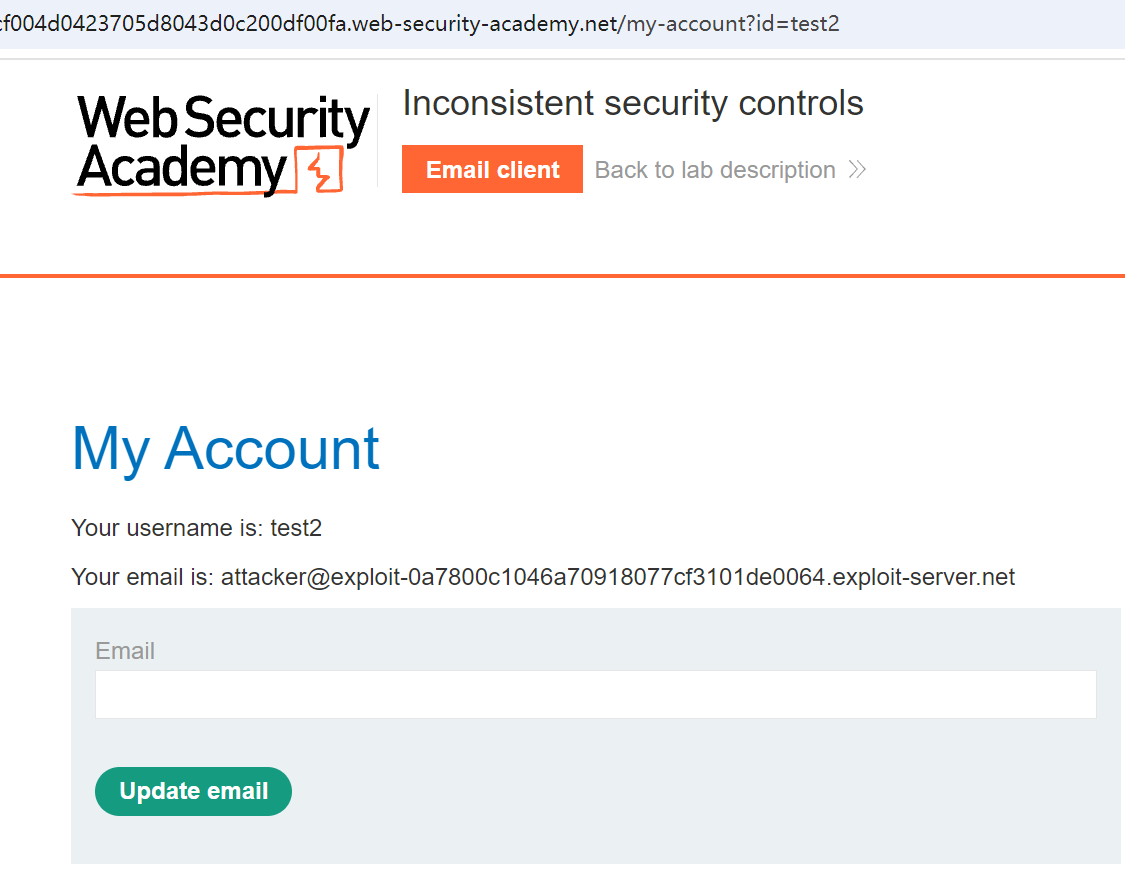 cf004d0423705d8043d0c200df00fa.web-security-academy.net/my-account?id=test2
Web Security
Academy
Inconsistent security controls
Email client
Back to lab description
My Account
Your username is: test2
Your email is: attacker@exploit-0a7800c1046a70918077cf3101de0064.exploit-server.net
Email
Update email